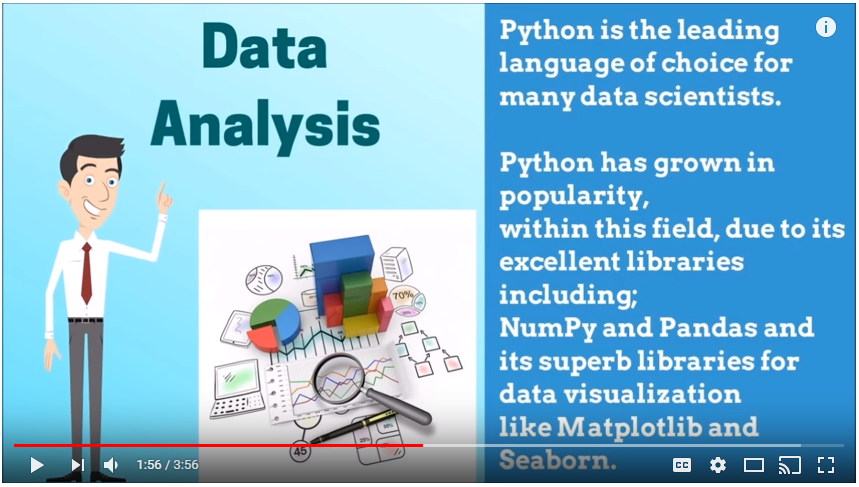 Data
Analysis
Python is the leading
language of choice for
many data scientists.
Python has grown in
popularity,
within this field, due to its
excellent libraries
including;
NumPy and Pandas and
its superb libraries for
data visualization
like Matplotlib and
Seaborn.
70%
45
1:56 / 3:56
CC